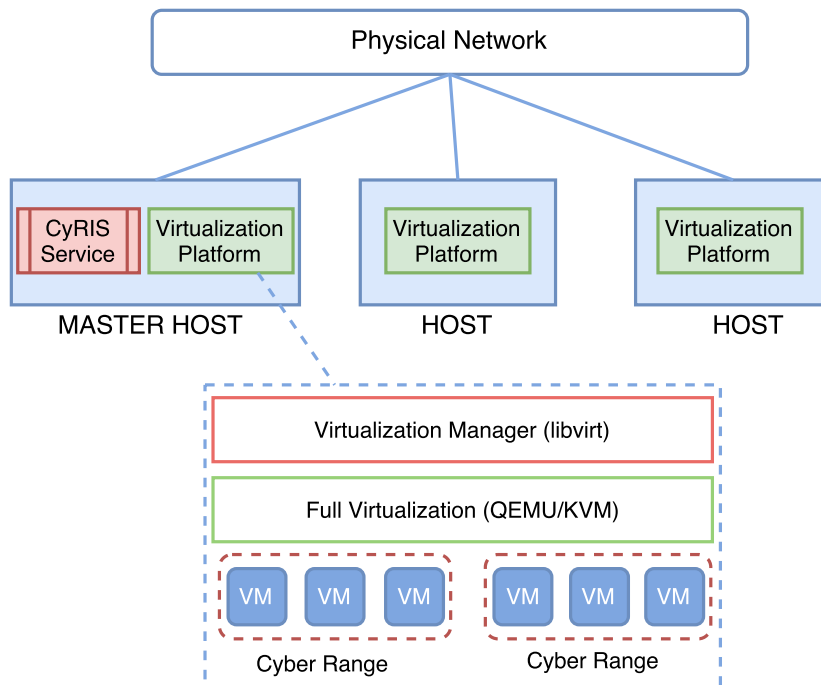 Physical Network
CyRIS
Service
Virtualization
Platform
Virtualization
Platform
Virtualization
Platform
MASTER HOST
HOST
HOST
Virtualization Manager (libvirt)
Full Virtualization (QEMU/KVM)
VM
VM
VM
VM
VM
VM
Cyber Range
Cyber Range